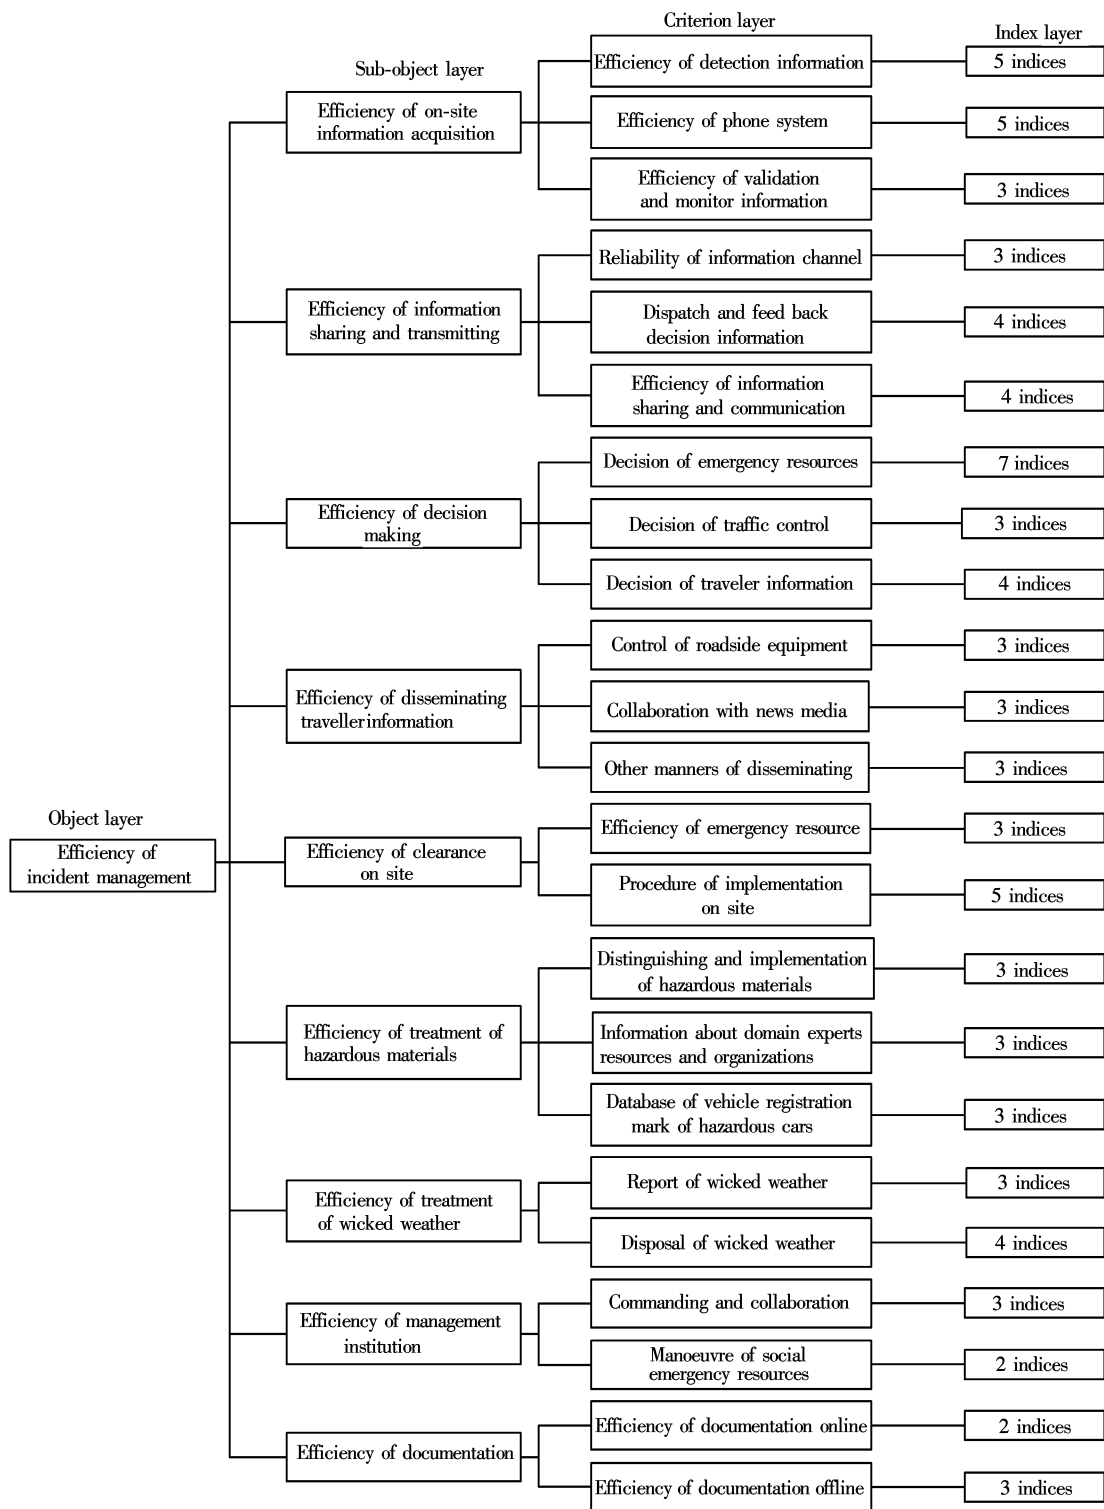 Criterion layer
Index layer
Sub-object layer
Efficiency of detection information
5 indices
Efficiency of on-site
information acquisition
Efficiency of phone system
5 indices
Efficiency of validation
and monitor information
3 indices
Reliability of information channel
3 indices
Efficiency of information
sharing and transmitting
Dispatch and feed back
decision information
4 indices
Efficiency of information
sharing and communication
4 indices
Decision of emergency resources
7 indices
Efficiency of decision
making
Decision of traffic control
3 indices
Decision of traveler information
4 indices
Control of roadside equipment
3 indices
Efficiency of disseminating
travellerinformation
Collaboration with news media
3 indices
Other manners of disseminating
3 indices
Object layer
Efficiency of
incident management
Efficiency of emergency resource
3 indices
Efficiency of clearance
on site
Procedure of implementation
on site
5 indices
Distinguishing and implementation
of hazardous materials
3 indices
Efficiency of treatment of
hazardous materials
Information about domain experts
resources and organizations
3 indices
Database of vehicle registration
mark of hazardous cars
3 indices
Report of wicked weather
3 indices
Efficiency of treatment
of wicked weather
Disposal of wicked weather
4 indices
Commanding and collaboration
3 indices
Efficiency of management
institution
Manoeuvre of social
emergency resources
2 indices
Efficiency of documentation online
2 indices
Efficiency of documentation
Efficiency of documentation offline
3 indices